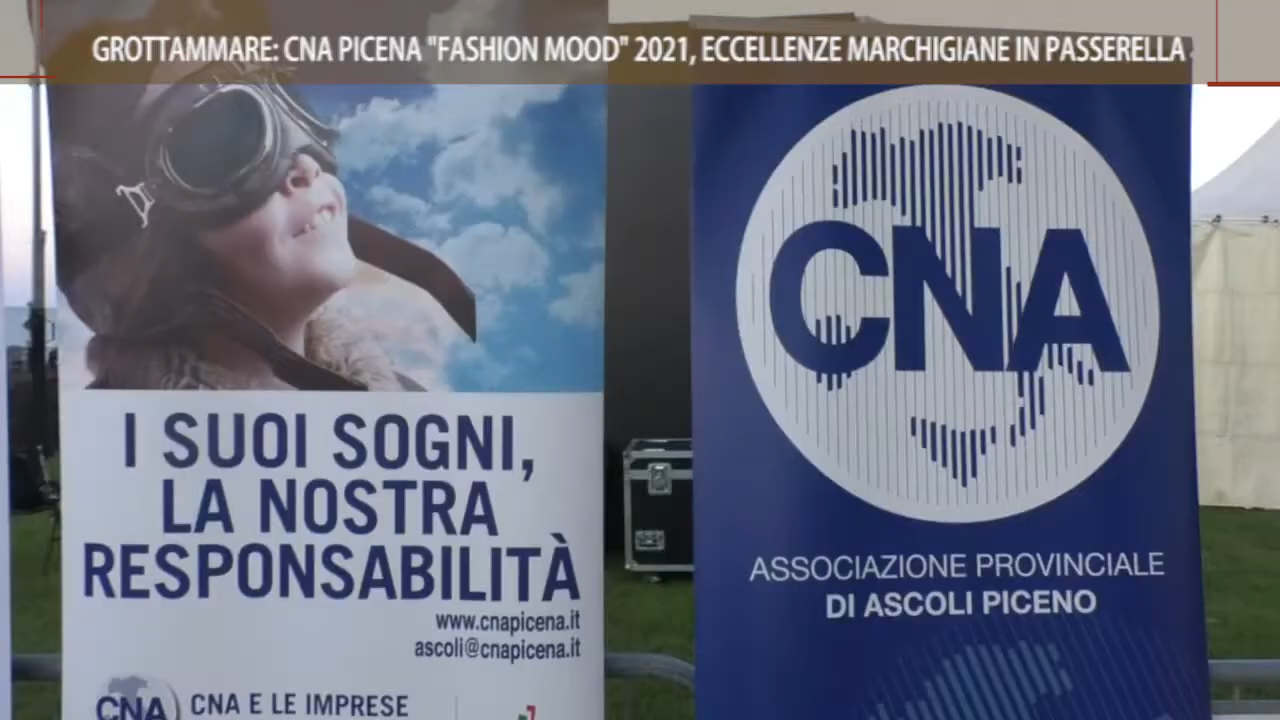 GROTTAMMARE: CNA PICENA "FASHION MOOD" 2021, ECCELLENZE MARCHIGIANE IN PASSERELLA
I SUOI SOGNI,
LA NOSTRA
RESPONSABILITÀ
www.cnapicena.it
ascoli@cnapicena.it
CNA CNA E LE IMPRESE
CNA
ASSOCIAZIONE PROVINCIALE
DI ASCOLI PICENO